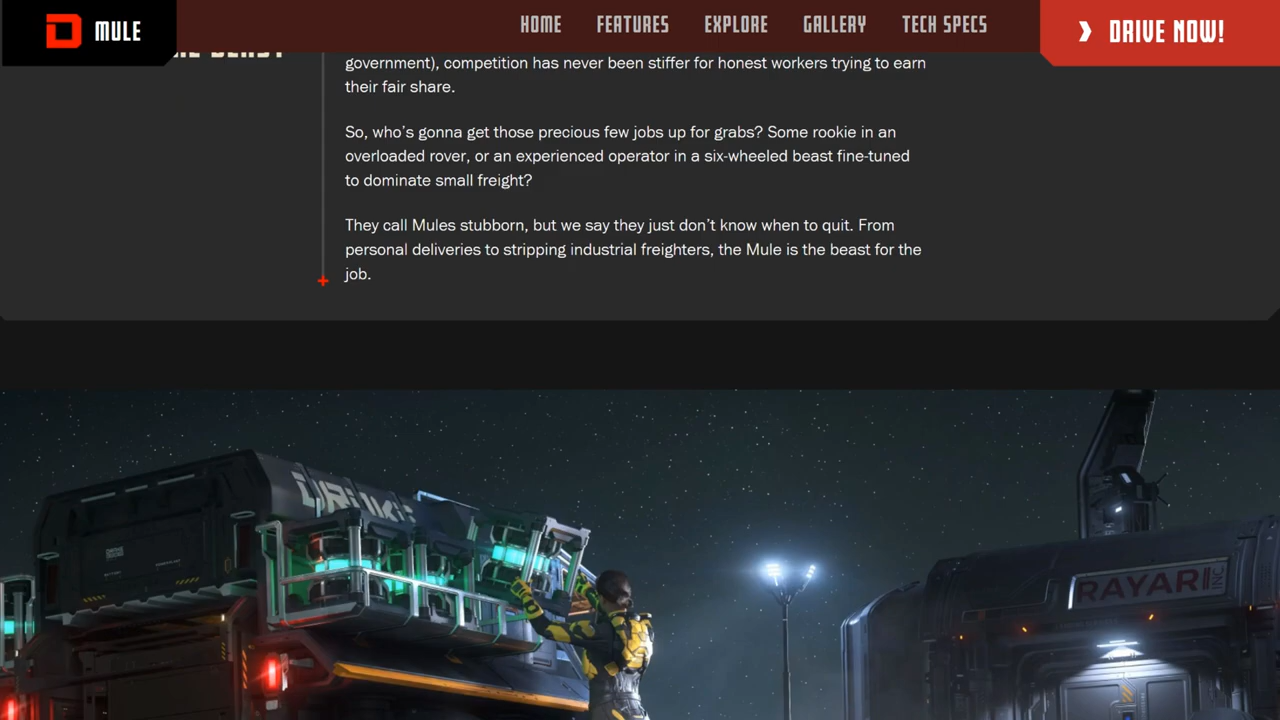 MULE
HOME FEATURES EXPLORE GALLERY TECH SPECS
DRIVE NOW!
government), competition has never been stiffer for honest workers trying to earn
their fair share.
So, who's gonna get those precious few jobs up for grabs? Some rookie in an
overloaded rover, or an experienced operator in a six-wheeled beast fine-tuned
to dominate small freight?
They call Mules stubborn, but we say they just don't know when to quit. From
personal deliveries to stripping industrial freighters, the Mule is the beast for the
job.
DRAKE
RAYARI INC